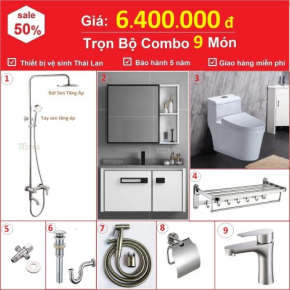 sale
50%
Giá: 6.400.000 đ
Trọn Bộ Combo 9 Món
Thiết bị vệ sinh Thái Lan
Bảo hành 5 năm
Giao hàng miễn phí
1
2
3
Bát Sen Tăng Áp
Tay sen tăng áp
4
5
6
7
8
9